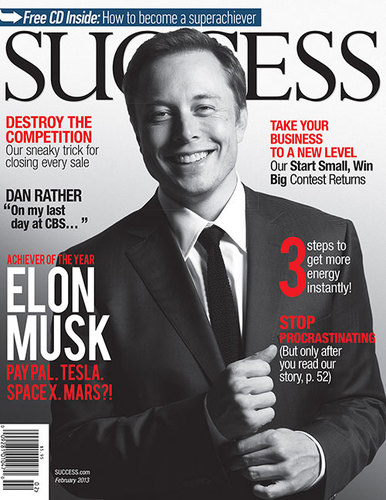 Free CD Inside: How to become a superachiever
SUCCESS
DESTROY THE
COMPETITION
Our sneaky trick for
closing every sale
DAN RATHER
“On my last
day at CBS... ”
ACHIEVER OF THE YEAR
ELON
MUSK
PAYPAL. TESLA.
SPACE X. MARS?!
TAKE YOUR
BUSINESS
TO A NEW LEVEL
Our Start Small, Win
Big Contest Returns
3 steps to
get more
energy
instantly!
STOP
PROCRASTINATING
(But only after
you read our
story, p. 52)
SUCCESS.com
February 2013
$5.95
02